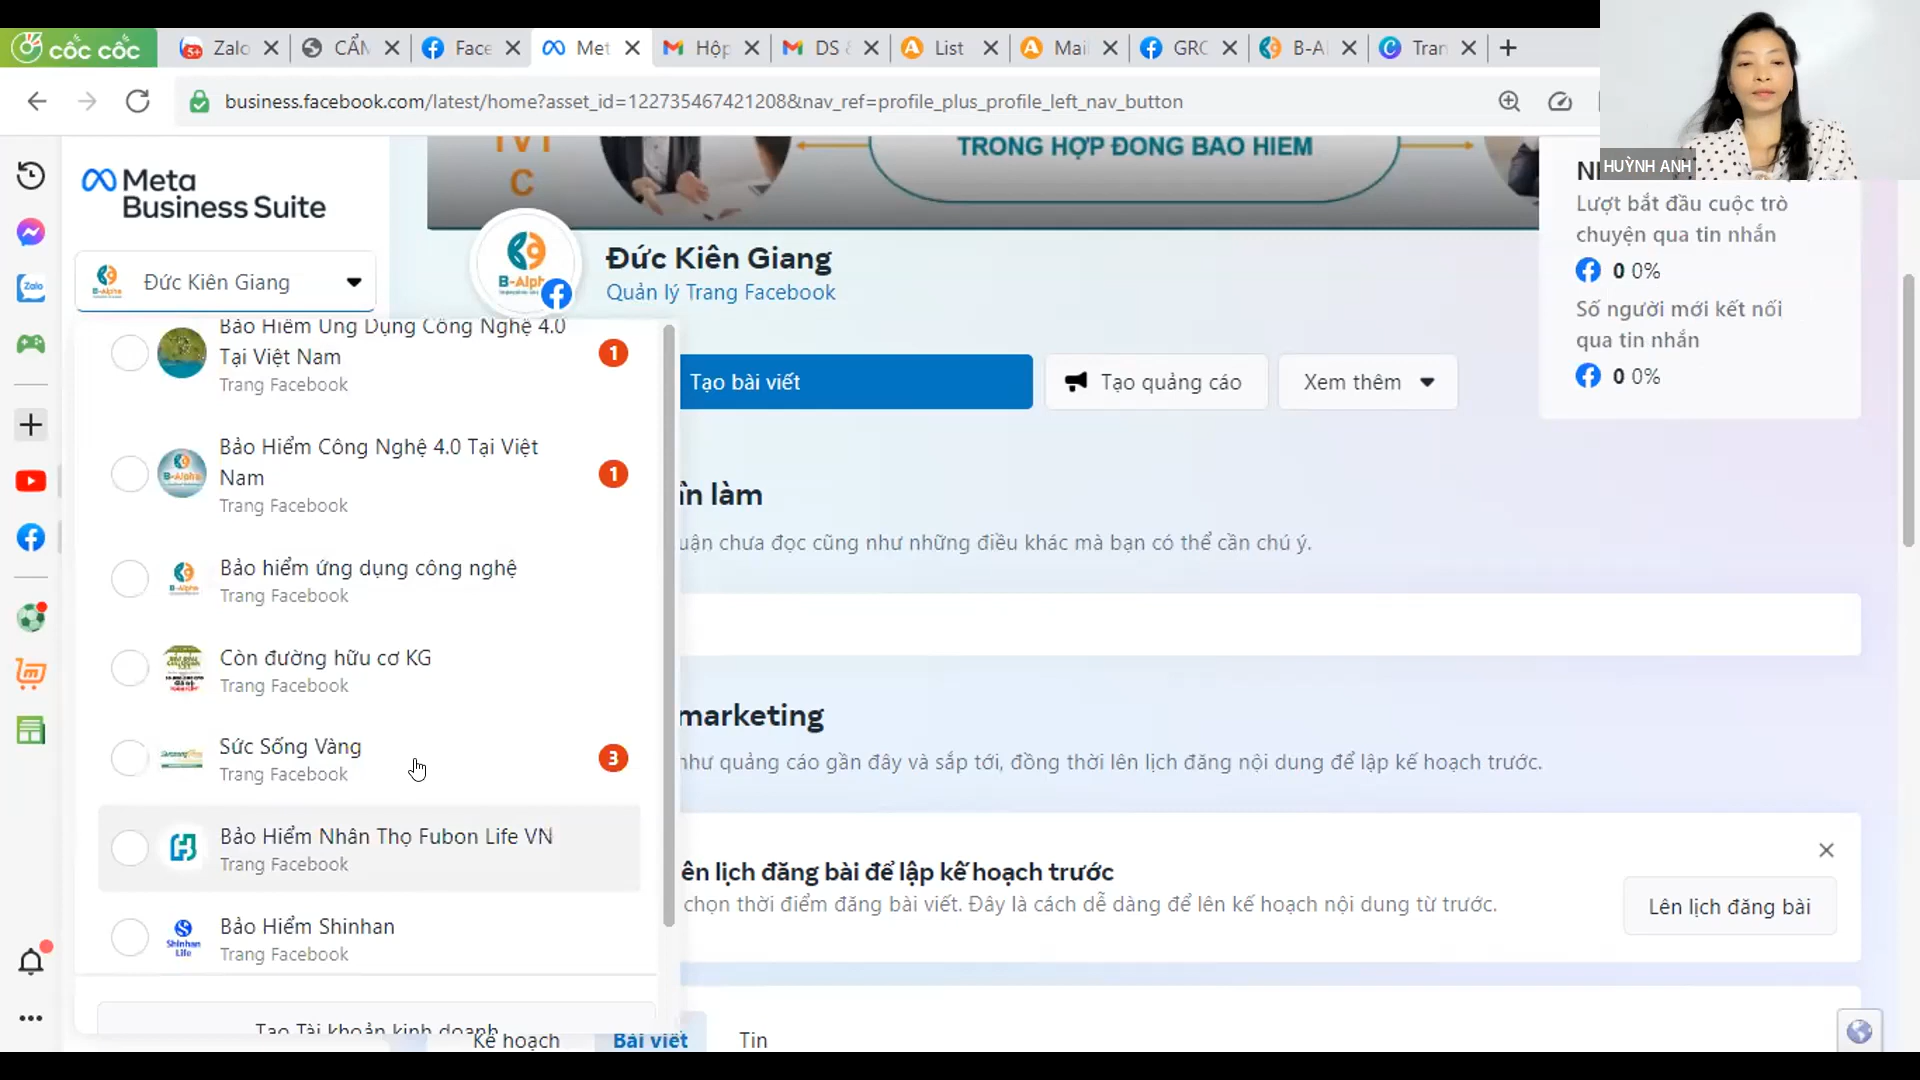 cốc cốc
Zalo
CẨM
Face
Met
Hộp
DS &
List
Mail
GRO
B-Al
Tran
business.facebook.com/latest/home?asset_id=122735467421208&nav_ref=profile_plus_profile_left_nav_button
HUỲNH ANH
Meta
Business Suite
Đức Kiên Giang
TRONG HỢP ĐỒNG BẢO HIỂM
C
B-Alpha
Đức Kiên Giang
Quản lý Trang Facebook
Lượt bắt đầu cuộc trò
chuyện qua tin nhắn
0 0%
Số người mới kết nối
qua tin nhắn
0 0%
Tạo bài viết
Tạo quảng cáo
Xem thêm
Bảo Hiểm Ứng Dụng Công Nghệ 4.0
Tại Việt Nam
Trang Facebook
1
Bảo Hiểm Công Nghệ 4.0 Tại Việt
Nam
Trang Facebook
1
Bảo hiểm ứng dụng công nghệ
Trang Facebook
Còn đường hữu cơ KG
Trang Facebook
Sức Sống Vàng
Trang Facebook
3
Bảo Hiểm Nhân Thọ Fubon Life VN
Trang Facebook
Shinhan
Life
Bảo Hiểm Shinhan
Trang Facebook
Tạo Tài khoản kinh doanh
ần làm
uận chưa đọc cũng như những điều khác mà bạn có thể cần chú ý.
marketing
như quảng cáo gần đây và sắp tới, đồng thời lên lịch đăng nội dung để lập kế hoạch trước.
ên lịch đăng bài để lập kế hoạch trước
chọn thời điểm đăng bài viết. Đây là cách dễ dàng để lên kế hoạch nội dung từ trước.
Lên lịch đăng bài
Kế hoạch
Bài viết
Tin